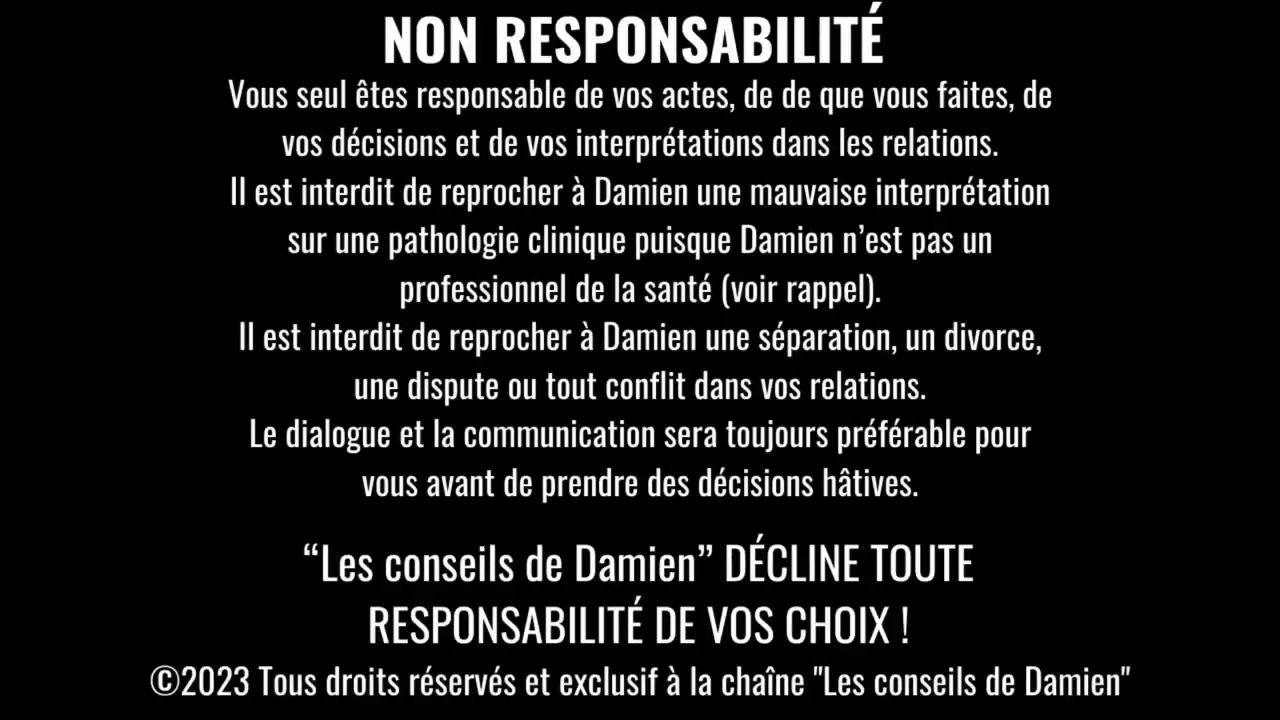 NON RESPONSABILITÉ
Vous seul êtes responsable de vos actes, de de que vous faites, de
vos décisions et de vos interprétations dans les relations.
Il est interdit de reprocher à Damien une mauvaise interprétation
sur une pathologie clinique puisque Damien n’est pas un
professionnel de la santé (voir rappel).
Il est interdit de reprocher à Damien une séparation, un divorce,
une dispute ou tout conflit dans vos relations.
Le dialogue et la communication sera toujours préférable pour
vous avant de prendre des décisions hâtives.
“Les conseils de Damien” DÉCLINE TOUTE
RESPONSABILITÉ DE VOS CHOIX !
©2023 Tous droits réservés et exclusif à la chaîne "Les conseils de Damien"